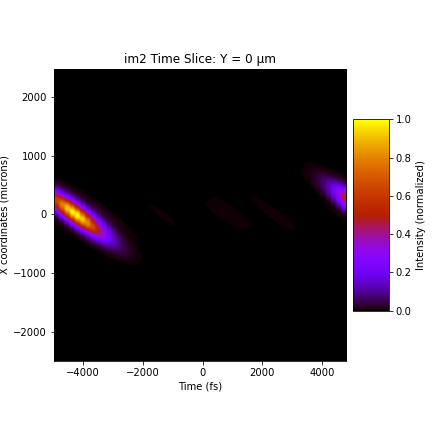 im2 Time Slice: Y = 0 μm
2000
1000
0
−1000
−2000
X coordinates (microns)
−4000 −2000 0 2000 4000
Time (fs)
1.0
0.8
0.6
0.4
0.2
0.0
Intensity (normalized)